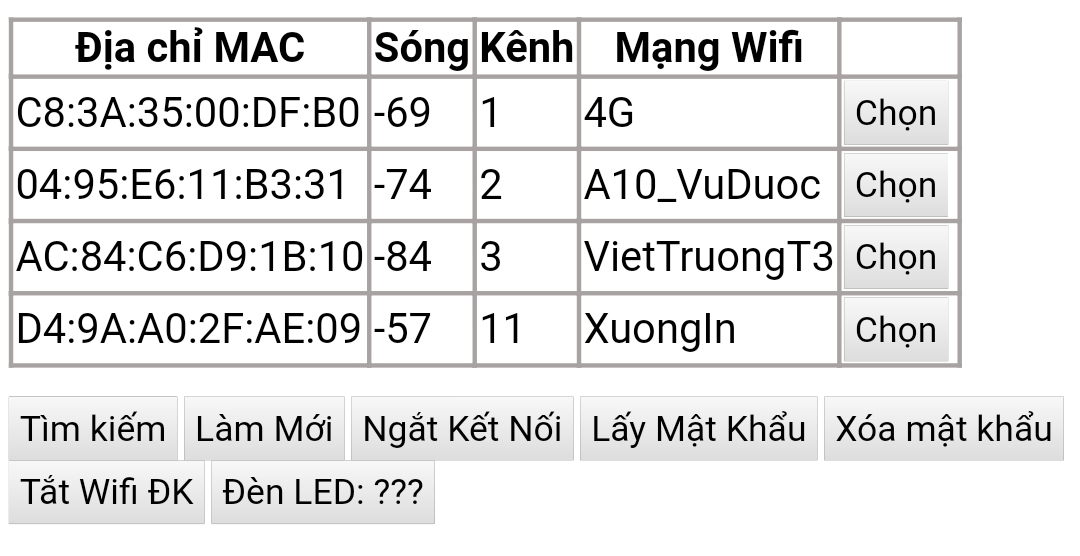 Địa chỉ MAC Sóng Kênh Mạng Wifi
C8:3A:35:00:DF:B0 -69 1 4G Chọn
04:95:E6:11:B3:31 -74 2 A10_VuDuoc Chọn
AC:84:C6:D9:1B:10 -84 3 VietTruongT3 Chọn
D4:9A:A0:2F:AE:09 -57 11 XuongIn Chọn
Tìm kiếm Làm Mới Ngắt Kết Nối Lấy Mật Khẩu Xóa mật khẩu
Tắt Wifi ĐK Đèn LED: ???